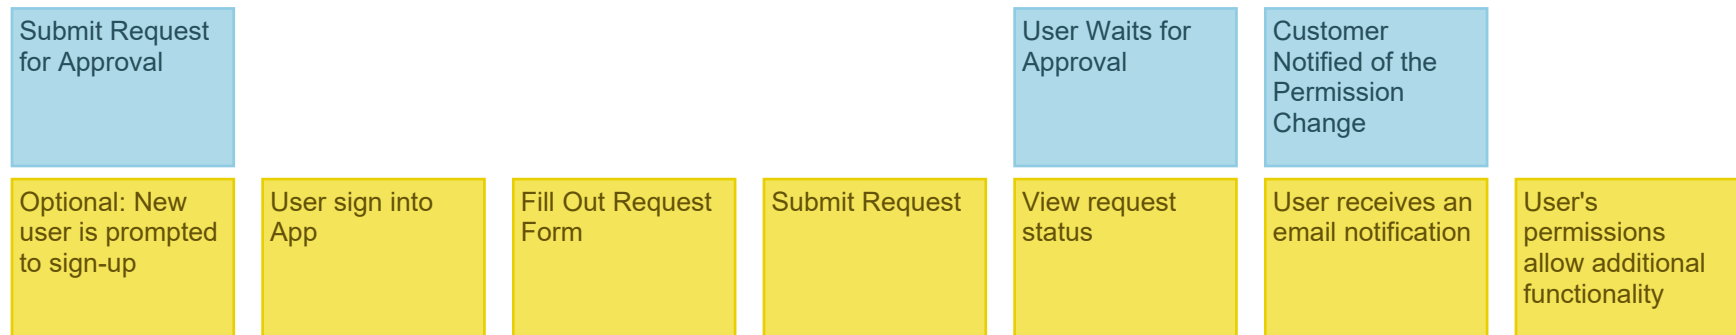 Submit Request
for Approval
User Waits for
Approval
Customer
Notified of the
Permission
Change
Optional: New
user is prompted
to sign-up
User sign into
App
Fill Out Request
Form
Submit Request
View request
status
User receives an
email notification
User's
permissions
allow additional
functionality